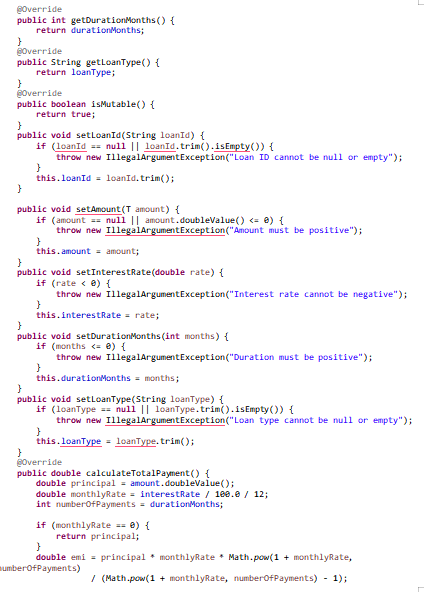 @Override
public int getDurationMonths() {
return durationMonths;
}
@Override
public String getLoanType() {
return loanType;
}
@Override
public boolean isMutable() {
return true;
}
public void setLoanId(String loanId) {
if (loanId == null || loanId.trim().isEmpty()) {
throw new IllegalArgumentException("Loan ID cannot be null or empty");
}
this.loanId = loanId.trim();
}
public void setAmount(T amount) {
if (amount == null || amount.doubleValue() <= 0) {
throw new IllegalArgumentException("Amount must be positive");
}
this.amount = amount;
}
public void setInterestRate(double rate) {
if (rate < 0) {
throw new IllegalArgumentException("Interest rate cannot be negative");
}
this.interestRate = rate;
}
public void setDurationMonths(int months) {
if (months <= 0) {
throw new IllegalArgumentException("Duration must be positive");
}
this.durationMonths = months;
}
public void setLoanType(String loanType) {
if (loanType == null || loanType.trim().isEmpty()) {
throw new IllegalArgumentException("Loan type cannot be null or empty");
}
this.loanType = loanType.trim();
}
@Override
public double calculateTotalPayment() {
double principal = amount.doubleValue();
double monthlyRate = interestRate / 100.0 / 12;
int numberOfPayments = durationMonths;
if (monthlyRate == 0) {
return principal;
}
double emi = principal * monthlyRate * Math.pow(1 + monthlyRate,
numberOfPayments)
/ (Math.pow(1 + monthlyRate, numberOfPayments) - 1);